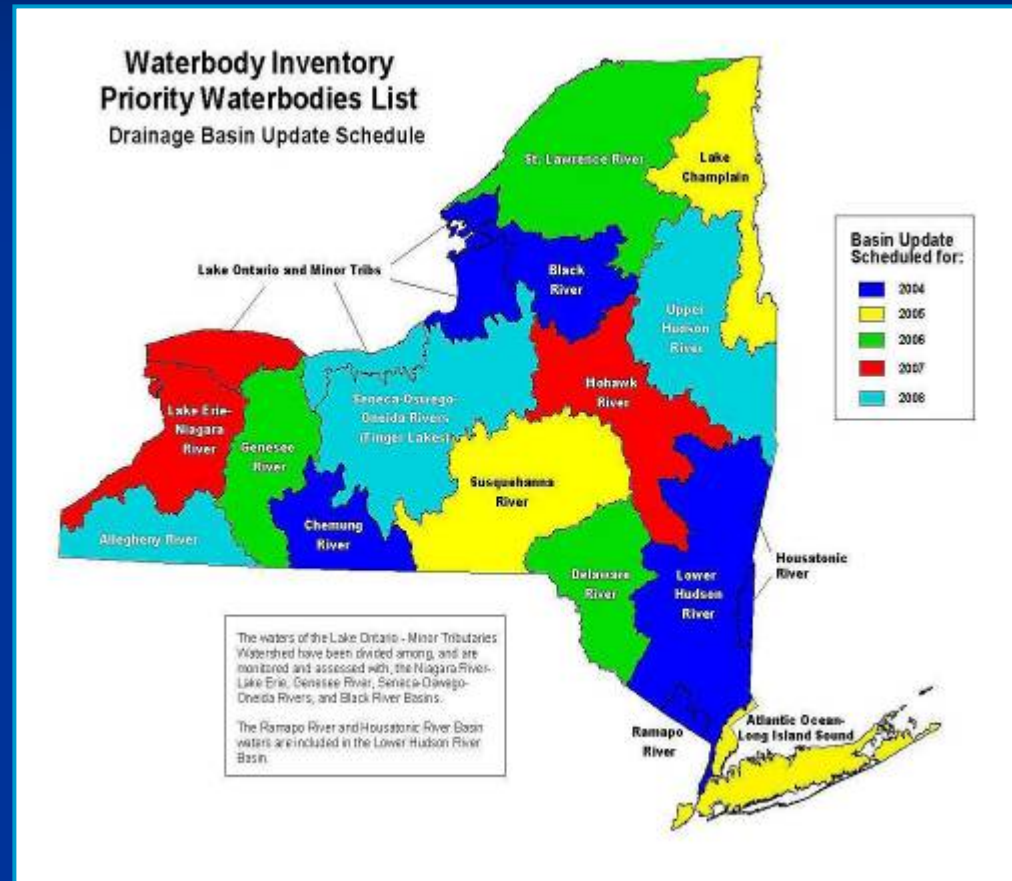 Waterbody Inventory
Priority Waterbodies List
Drainage Basin Update Schedule
St. Lawrence River
Lake
Champlain
Lake Ontario and Minor Tribs
Black
River
Upper
Hudson
River
Basin Update
Scheduled for:
2004
2005
2006
2007
2008
Lake Erie-
Niagara
River
Genesee
River
Seneca-Oswego-
Oneida Rivers
(Finger Lakes)
Mohawk
River
Susquehanna
River
Allegheny River
Chemung
River
Delaware
River
Lower
Hudson
River
Housatonic
River
The waters of the Lake Ontario - Minor Tributaries
Watershed have been divided among, and are
monitored and assessed with, the Niagara River-
Lake Erie, Genesee River, Seneca-Oswego-
Oneida Rivers, and Black River Basins.
The Ramapo River and Housatonic River Basin
waters are included in the Lower Hudson River
Basin.
Ramapo
River
Atlantic Ocean-
Long Island Sound